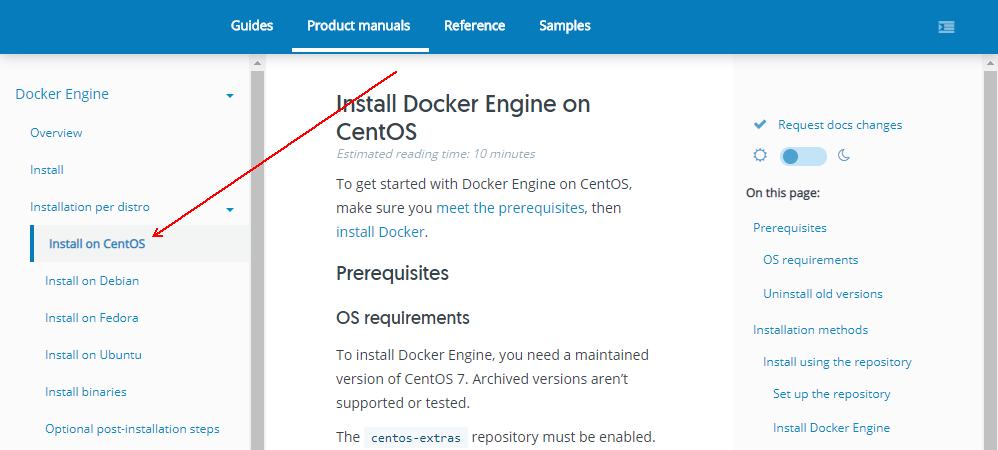 Guides Product manuals Reference Samples
Docker Engine
Overview
Install
Installation per distro
Install on CentOS
Install on Debian
Install on Fedora
Install on Ubuntu
Install binaries
Optional post-installation steps
Install Docker Engine on
CentOS
Estimated reading time: 10 minutes
To get started with Docker Engine on CentOS,
make sure you meet the prerequisites, then
install Docker.
Prerequisites
OS requirements
To install Docker Engine, you need a maintained
version of CentOS 7. Archived versions aren’t
supported or tested.
The centos-extras repository must be enabled.
Request docs changes
On this page:
Prerequisites
OS requirements
Uninstall old versions
Installation methods
Install using the repository
Set up the repository
Install Docker Engine